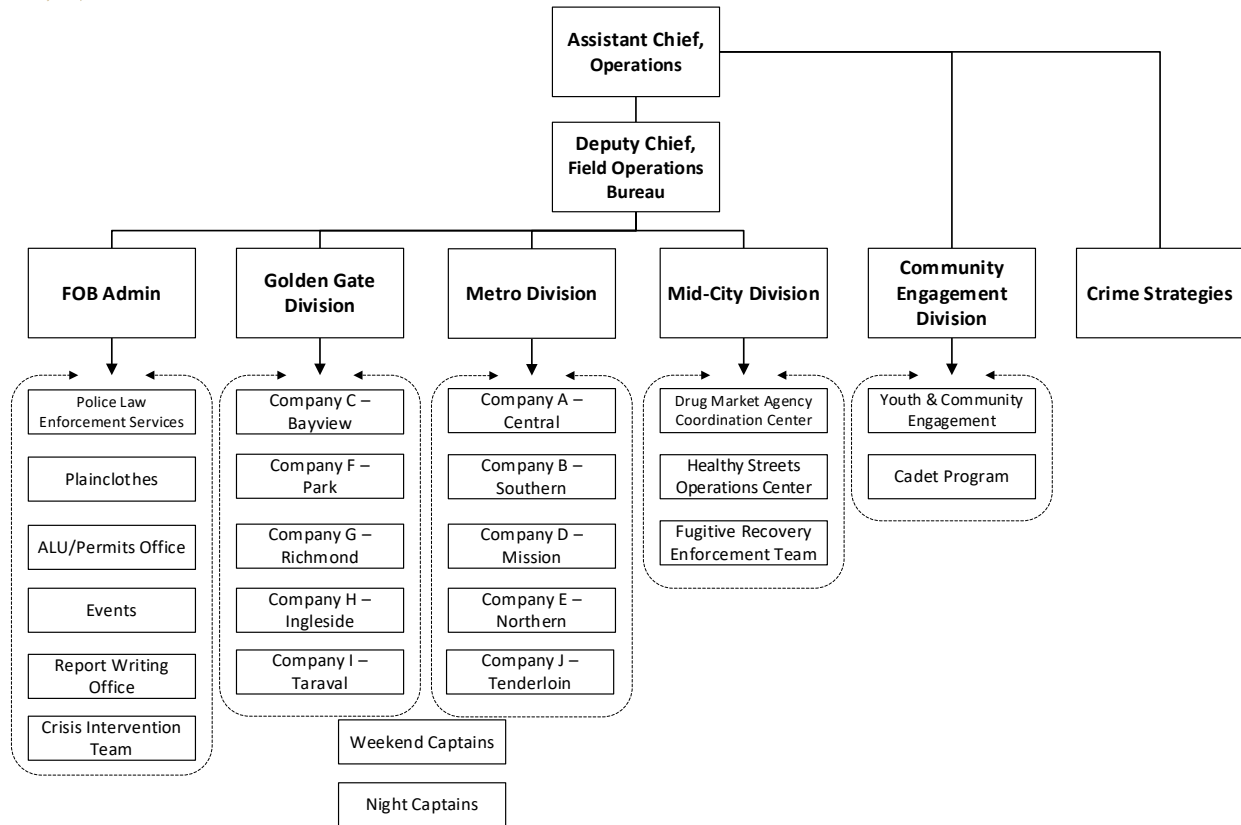 Assistant Chief,
Operations
Deputy Chief,
Field Operations
Bureau
FOB Admin
Golden Gate
Division
Metro Division
Mid-City Division
Community
Engagement
Division
Crime Strategies
Police Law
Enforcement Services
Plainclothes
ALU/Permits Office
Events
Report Writing
Office
Crisis Intervention
Team
Company C –
Bayview
Company F –
Park
Company G –
Richmond
Company H –
Ingleside
Company I –
Taraval
Company A –
Central
Company B –
Southern
Company D –
Mission
Company E –
Northern
Company J –
Tenderloin
Drug Market Agency
Coordination Center
Healthy Streets
Operations Center
Fugitive Recovery
Enforcement Team
Youth & Community
Engagement
Cadet Program
Weekend Captains
Night Captains